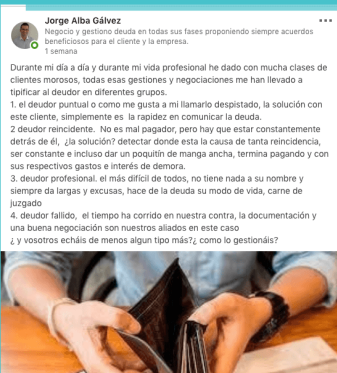 Jorge Alba Gálvez
Negocio y gestiono deuda en todas sus fases proponiendo siempre acuerdos
beneficiosos para el cliente y la empresa.
1 semana
Durante mi día a día y durante mi vida profesional he dado con mucha clases de
clientes morosos, todas esas gestiones y negociaciones me han llevado a
tipificar al deudor en diferentes grupos.
1. el deudor puntual o como me gusta a mi llamarlo despistado, la solución con
este cliente, simplemente es la rapidez en comunicar la deuda.
2 deudor reincidente. No es mal pagador, pero hay que estar constantemente
detrás de él, ¿la solución? detectar donde esta la causa de tanta reincidencia,
ser constante e incluso dar un poquitín de manga ancha, termina pagando y con
sus respectivos gastos e interés de demora.
3. deudor profesional. el más difícil de todos, no tiene nada a su nombre y
siempre da largas y excusas, hace de la deuda su modo de vida, carne de
juzgado
4. deudor fallido, el tiempo ha corrido en nuestra contra, la documentación y
una buena negociación son nuestros aliados en este caso
¿ y vosotros echáis de menos algun tipo más?¿ como lo gestionáis?